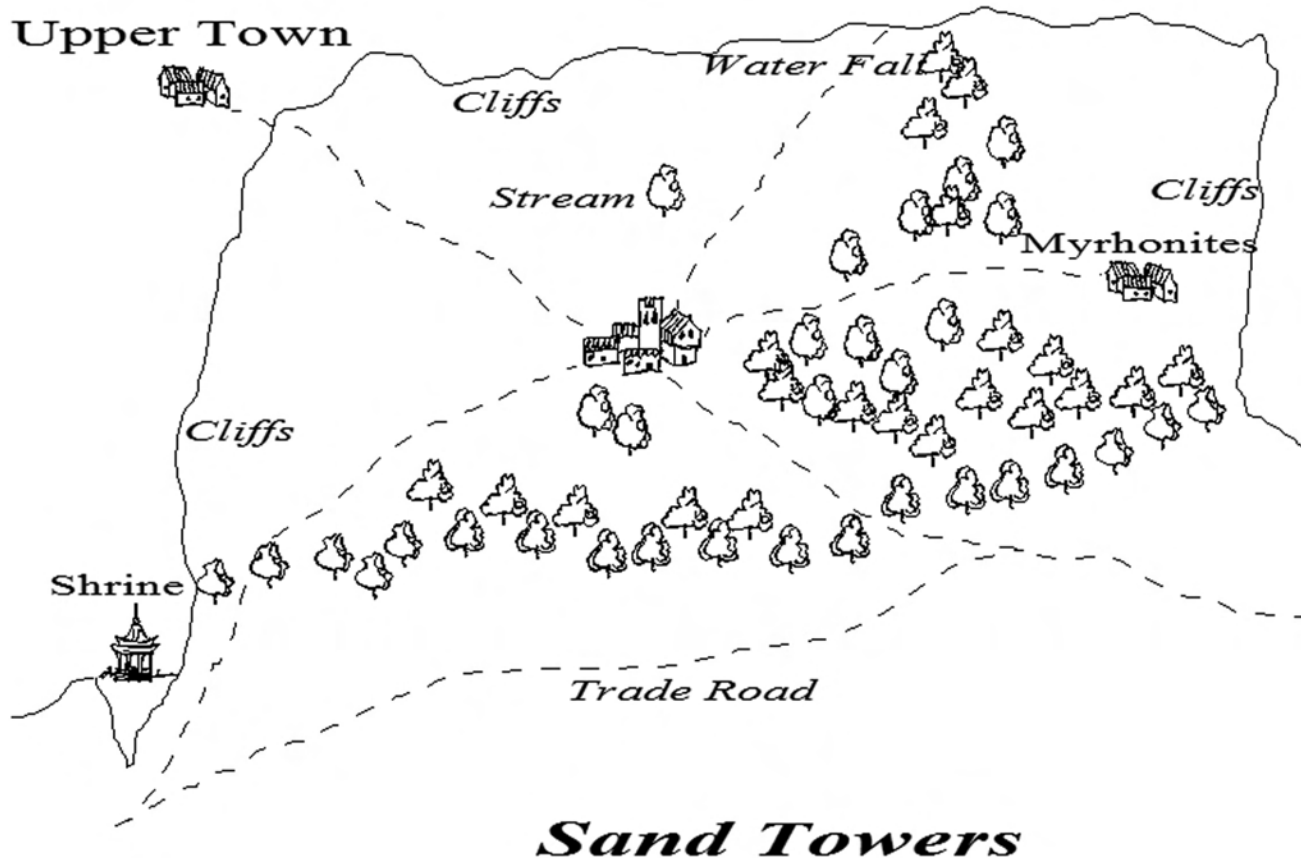 Upper Town
Water Fall
Cliffs
Cliffs
Stream
Myrhonites
Cliffs
Shrine
Trade Road
Sand Towers